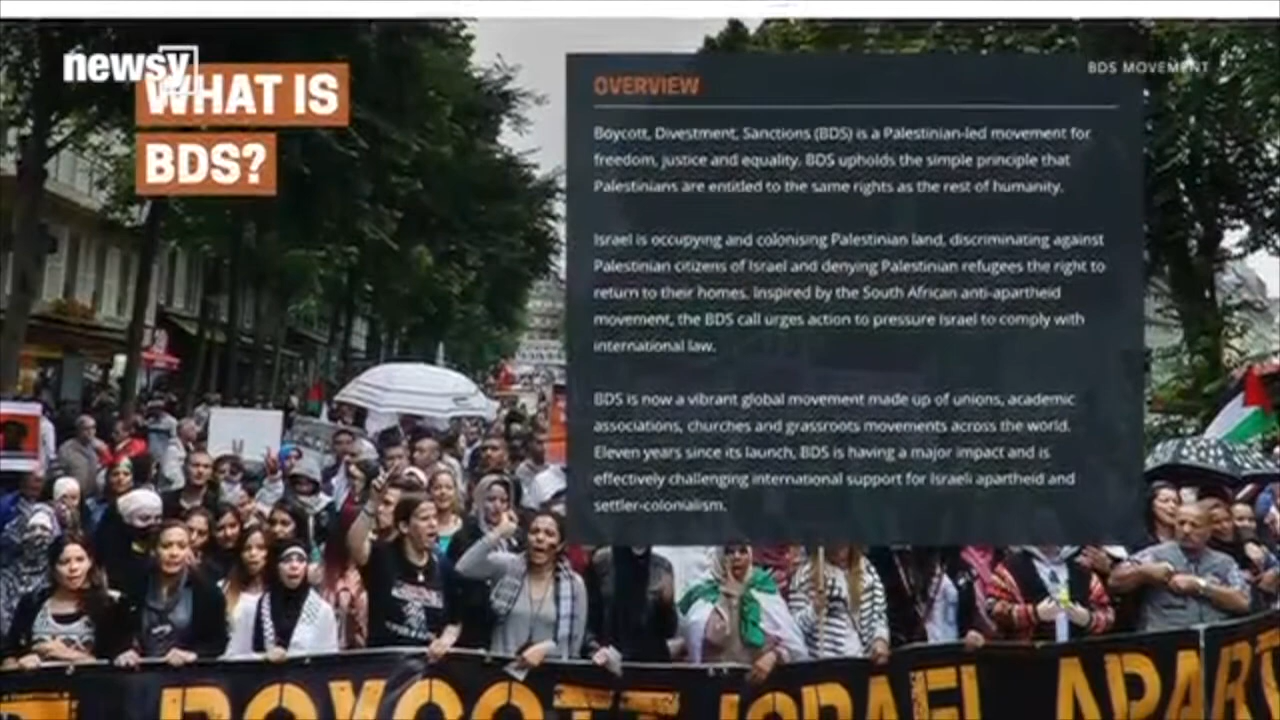 newsy
WHAT IS
BDS?
BDS MOVEMENT
OVERVIEW
Boycott, Divestment, Sanctions (BDS) is a Palestinian-led movement for
freedom, justice and equality. BDS upholds the simple principle that
Palestinians are entitled to the same rights as the rest of humanity.
Israel is occupying and colonising Palestinian land, discriminating against
Palestinian citizens of Israel and denying Palestinian refugees the right to
return to their homes. Inspired by the South African anti-apartheid
movement, the BDS call urges action to pressure Israel to comply with
international law.
BDS is now a vibrant global movement made up of unions, academic
associations, churches and grassroots movements across the world.
Eleven years since its launch, BDS is having a major impact and is
effectively challenging international support for Israeli apartheid and
settler-colonialism.
BOYCOTT ISRAEL APART